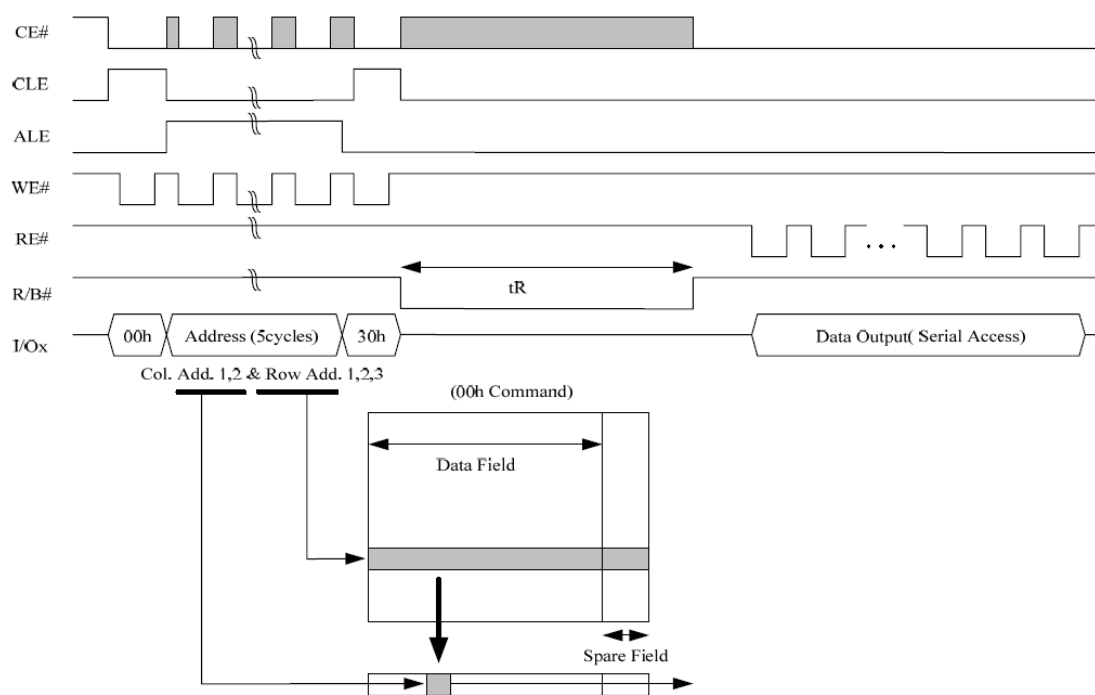 CE#
CLE
ALE
WE#
RE#
...
R/B#
tR
I/Ox
00h
Address (5cycles)
30h
Data Output( Serial Access)
Col. Add. 1,2 & Row Add. 1,2,3
(00h Command)
Data Field
Spare Field